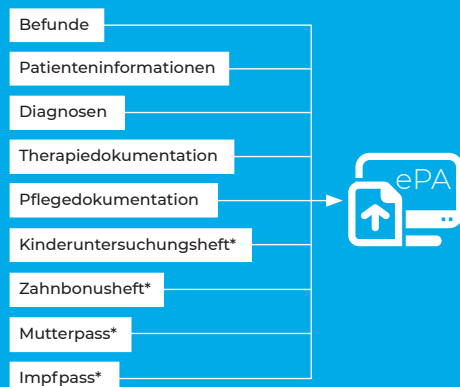 Befunde
Patienteninformationen
Diagnosen
Therapiedokumentation
Pflegedokumentation
Kinderuntersuchungsheft*
Zahnbonusheft*
Mutterpass*
Impfpass*
ePA